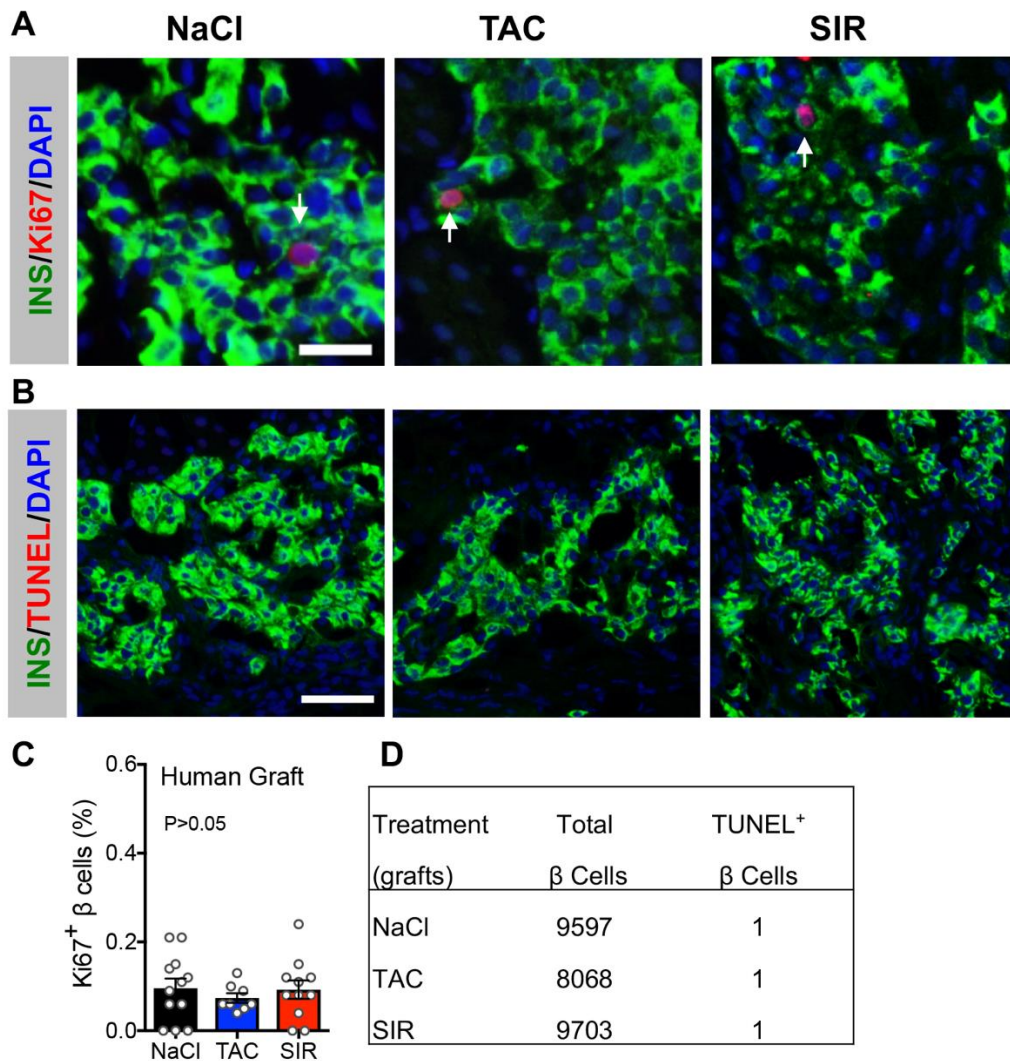 A
NaCl TAC SIR
INS/Ki67/DAPI
B
INS/TUNEL/DAPI
C
Human Graft
P>0.05
Ki67⁺ β cells (%)
0.6
0.4
0.2
0.0
NaCl TAC SIR
D
Treatment Total TUNEL⁺
(grafts) β Cells β Cells
NaCl 9597 1
TAC 8068 1
SIR 9703 1